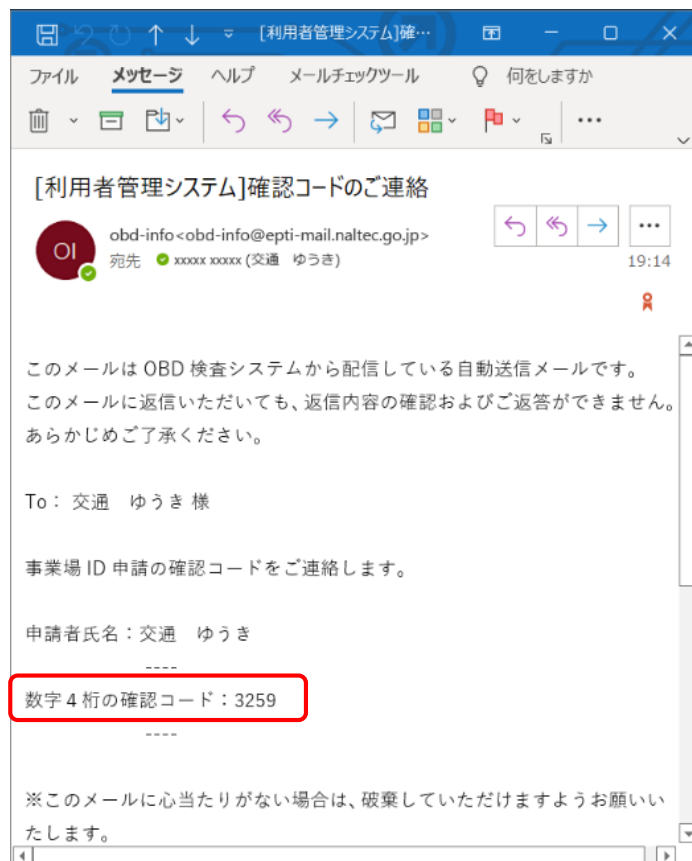 [利用者管理システム]確…
ファイル メッセージ ヘルプ メールチェックツール 何をしますか
[利用者管理システム]確認コードのご連絡
OI
obd-info<obd-info@epti-mail.naltec.go.jp>
宛先 xxxxx xxxxx (交通 ゆうき)
19:14
このメールは OBD 検査システムから配信している自動送信メールです。
このメールに返信いただいても、返信内容の確認およびご返答ができません。
あらかじめご了承ください。
To： 交通 ゆうき 様
事業場 ID 申請の確認コードをご連絡します。
申請者氏名：交通 ゆうき
----
数字 4 桁の確認コード：3259
----
※このメールに心当たりがない場合は、破棄していただけますようお願いい
たします。